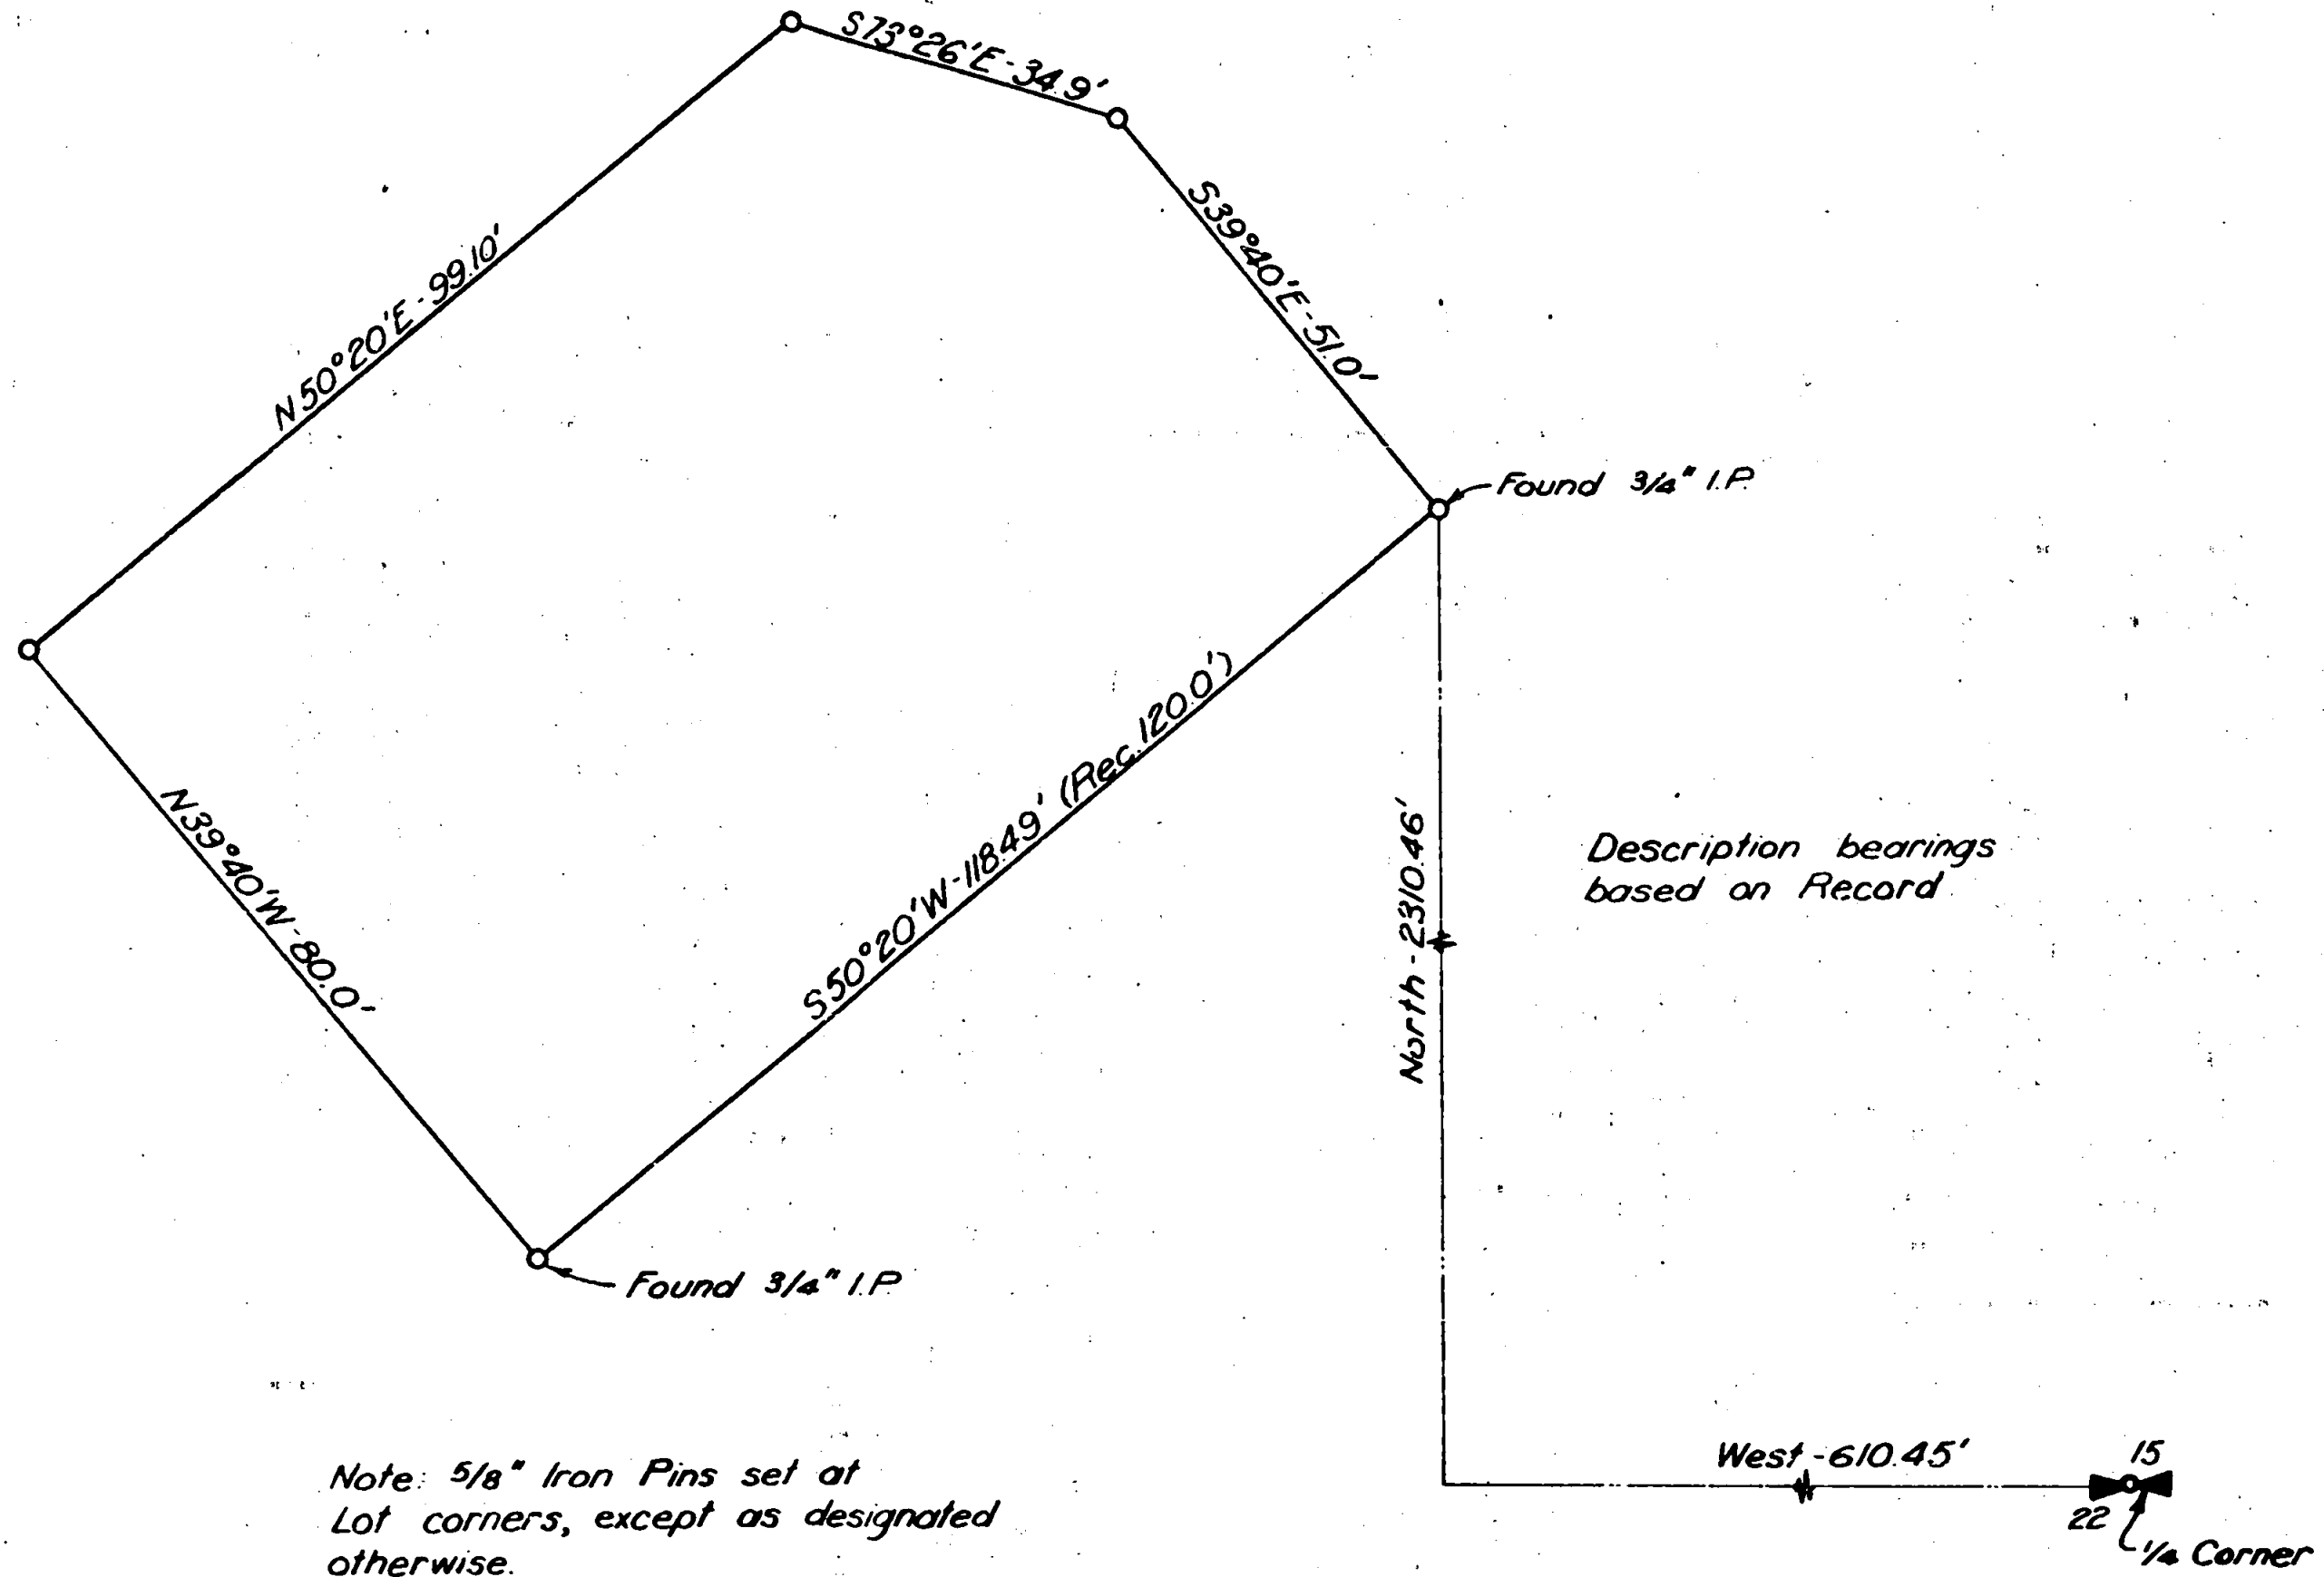 S73°26'E-34.9'
S39°40'E-51.0'
N50°20'E-99.10'
Found 3/4" I.P.
N39°40'W-80.0'
S50°20'W-118.49' (Rec. 120.0')
North-2310.46'
Description bearings
based on Record
Found 3/4" I.P.
West-610.45'
15
22
1/4 Corner
Note: 5/8" Iron Pins set at
Lot corners, except as designated
otherwise.